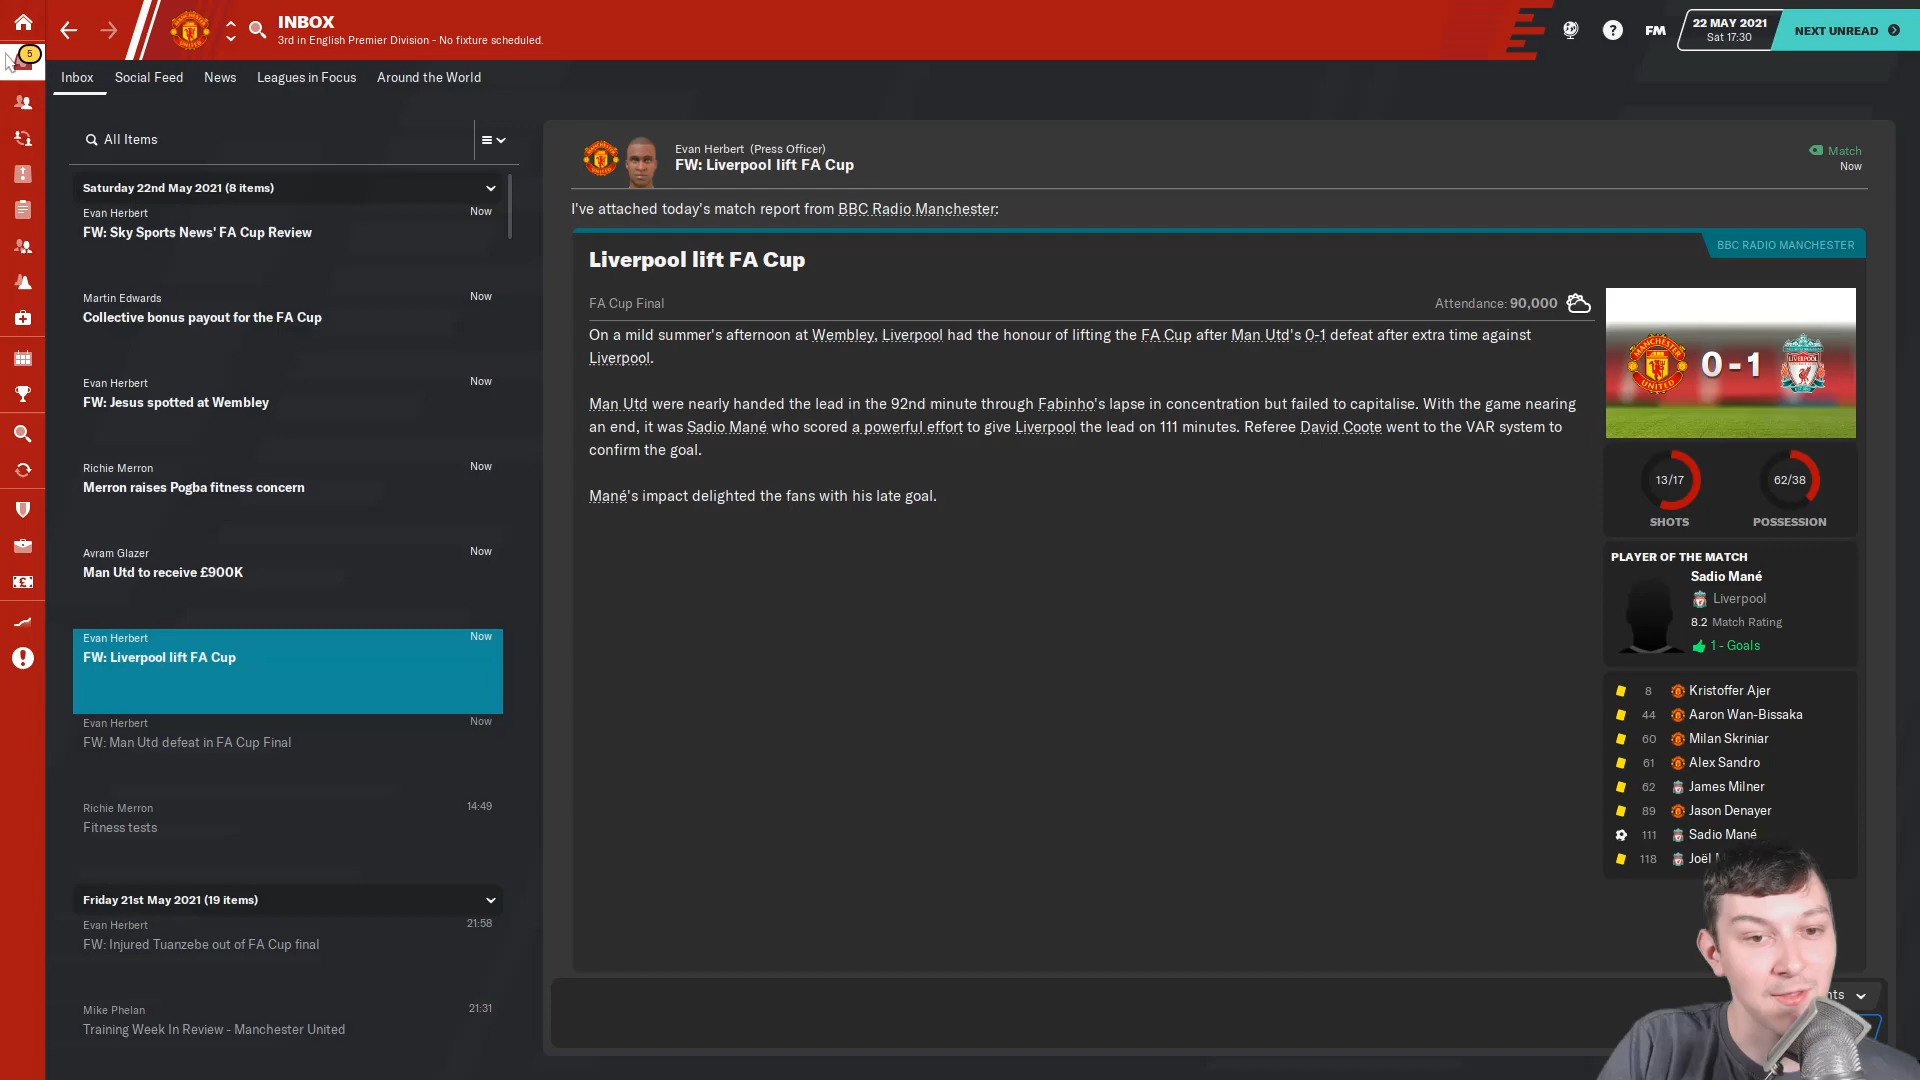 INBOX
3rd in English Premier Division - No fixture scheduled.
FM
22 MAY 2021
Sat 17:30
NEXT UNREAD
5
Inbox
Social Feed
News
Leagues in Focus
Around the World
All Items
Saturday 22nd May 2021 (8 items)
Evan Herbert
Now
FW: Sky Sports News' FA Cup Review
Martin Edwards
Now
Collective bonus payout for the FA Cup
Evan Herbert
Now
FW: Jesus spotted at Wembley
Richie Merron
Now
Merron raises Pogba fitness concern
Avram Glazer
Now
Man Utd to receive £900K
Evan Herbert
Now
FW: Liverpool lift FA Cup
Evan Herbert
Now
FW: Man Utd defeat in FA Cup Final
Richie Merron
14:49
Fitness tests
Friday 21st May 2021 (19 items)
Evan Herbert
21:58
FW: Injured Tuanzebe out of FA Cup final
Mike Phelan
21:31
Training Week In Review - Manchester United
Evan Herbert (Press Officer)
FW: Liverpool lift FA Cup
Match
Now
I've attached today's match report from BBC Radio Manchester:
BBC RADIO MANCHESTER
Liverpool lift FA Cup
FA Cup Final
Attendance: 90,000
On a mild summer's afternoon at Wembley, Liverpool had the honour of lifting the FA Cup after Man Utd's 0-1 defeat after extra time against
Liverpool.
Man Utd were nearly handed the lead in the 92nd minute through Fabinho's lapse in concentration but failed to capitalise. With the game nearing
an end, it was Sadio Mané who scored a powerful effort to give Liverpool the lead on 111 minutes. Referee David Coote went to the VAR system to
confirm the goal.
Mané's impact delighted the fans with his late goal.
0 - 1
13/17
SHOTS
62/38
POSSESSION
PLAYER OF THE MATCH
Sadio Mané
Liverpool
8.2 Match Rating
1 - Goals
8 Kristoffer Ajer
44 Aaron Wan-Bissaka
60 Milan Skriniar
61 Alex Sandro
62 James Milner
89 Jason Denayer
111 Sadio Mané
118 Joël